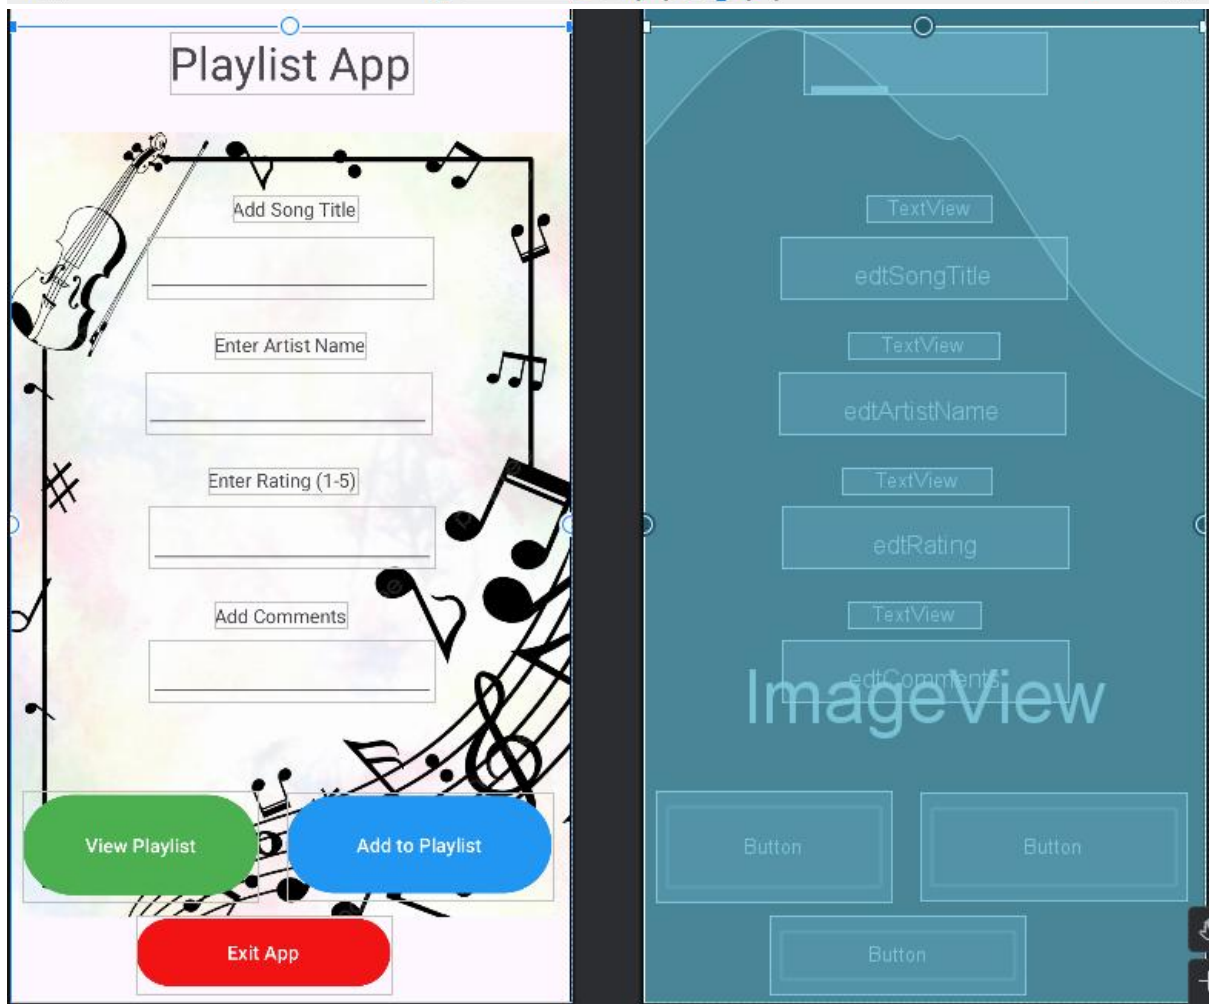 Playlist App
Add Song Title
Enter Artist Name
Enter Rating (1-5)
Add Comments
View Playlist
Add to Playlist
Exit App
TextView
edtSongTitle
TextView
edtArtistName
TextView
edtRating
TextView
edtComments
ImageView
Button
Button
Button